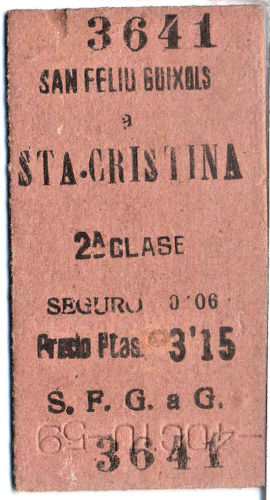 3641
SAN FELIU GUIXOLS
a
STA.CRISTINA
2ª CLASE
SEGURO 0'06
Precio Ptas. 3'15
S. F. G. a G.
3641